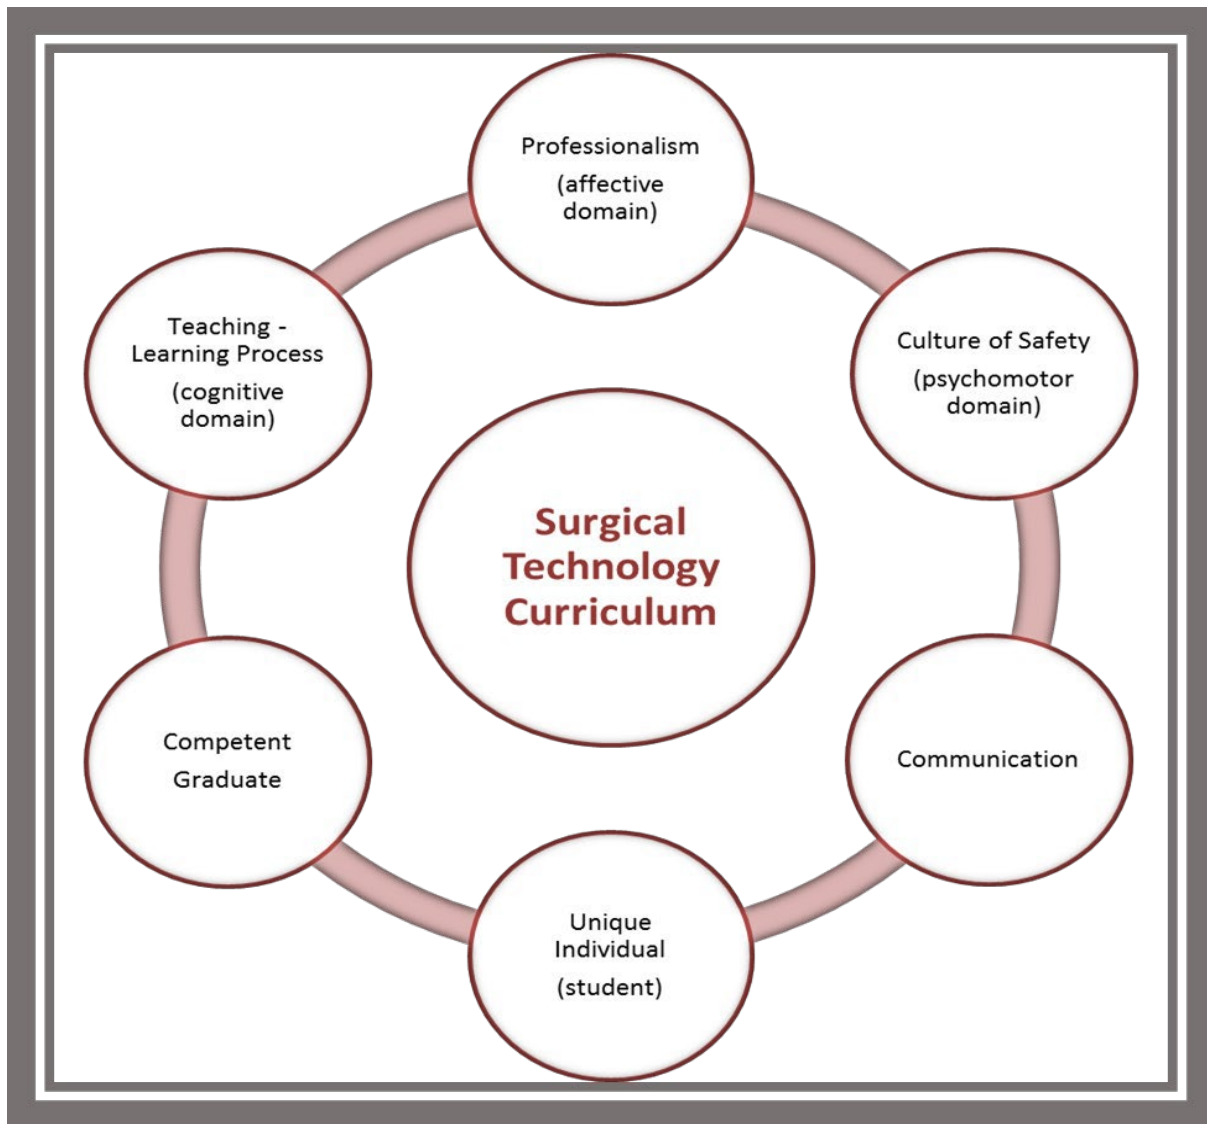 Professionalism
(affective
domain)
Culture of Safety
(psychomotor
domain)
Communication
Unique
Individual
(student)
Competent
Graduate
Teaching -
Learning Process
(cognitive
domain)
Surgical
Technology
Curriculum